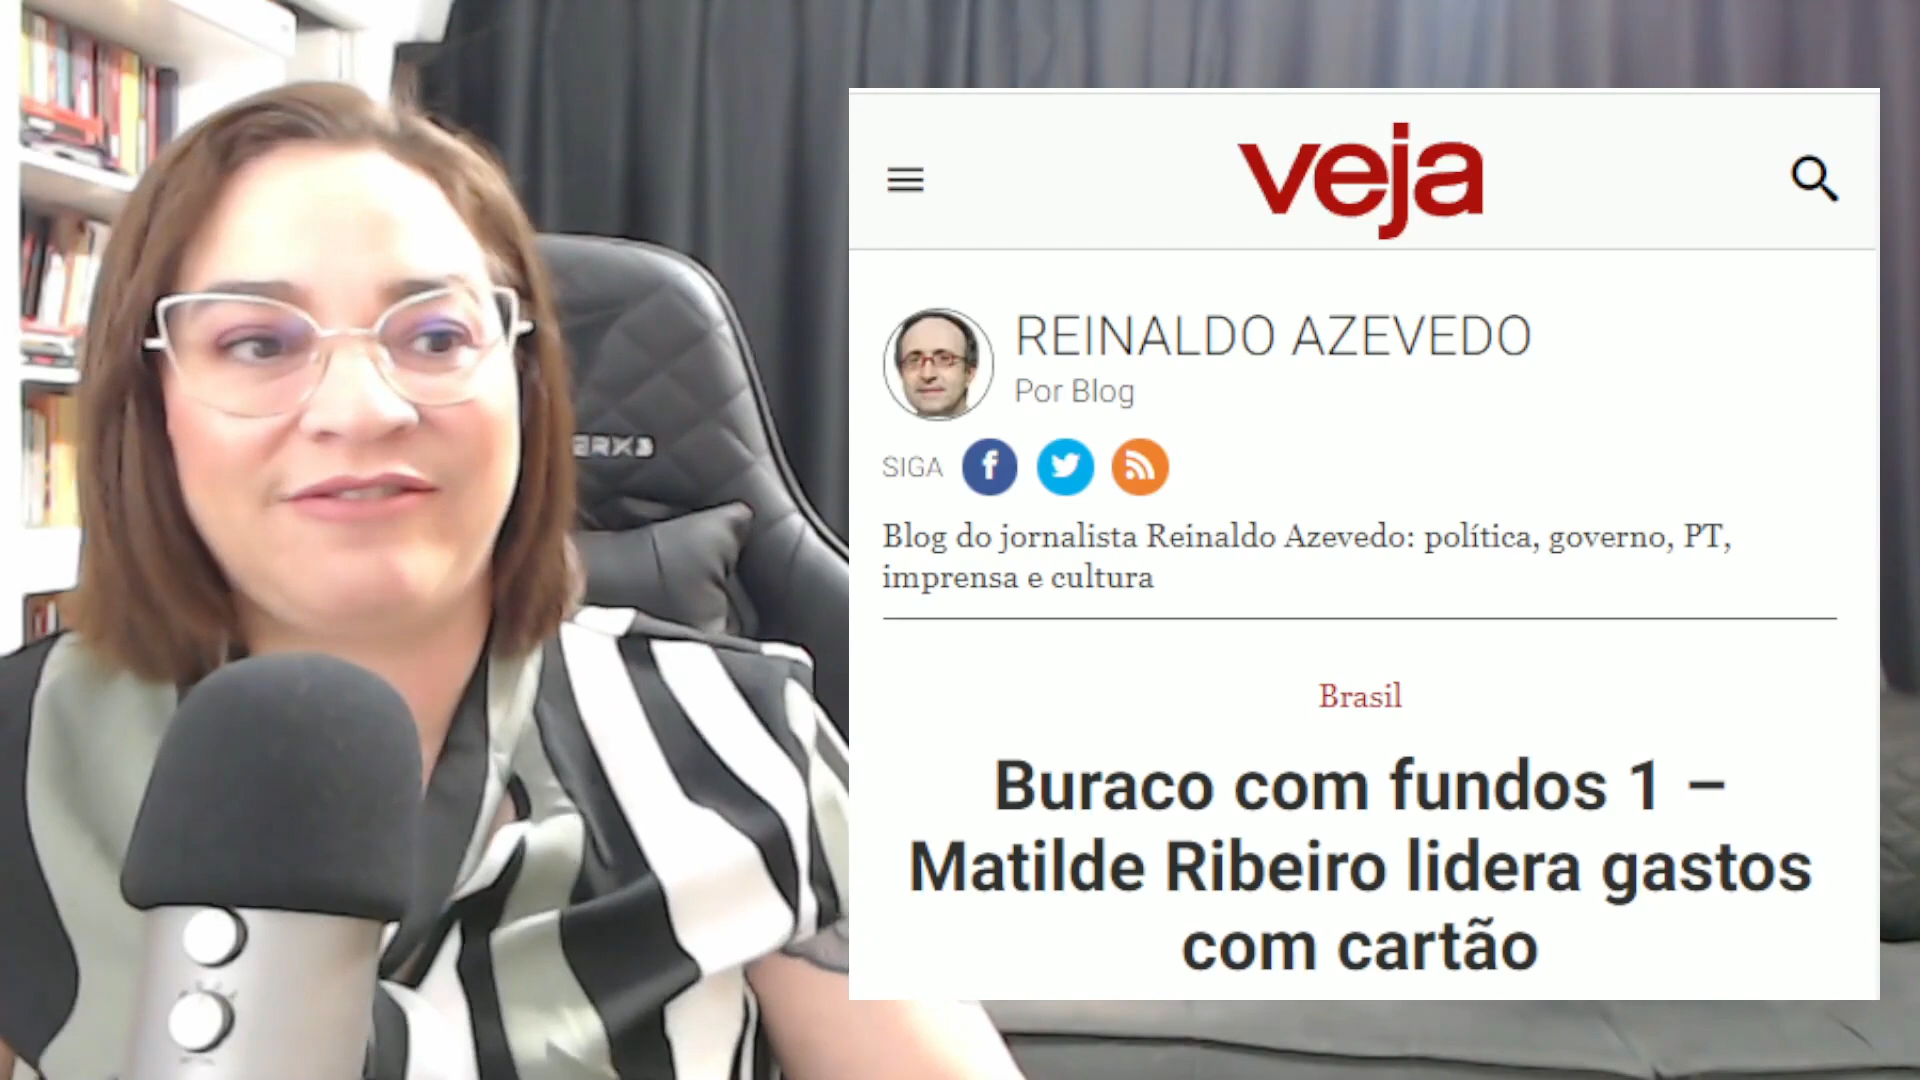 veja
REINALDO AZEVEDO
Por Blog
SIGA
Blog do jornalista Reinaldo Azevedo: política, governo, PT,
imprensa e cultura
Brasil
Buraco com fundos 1 –
Matilde Ribeiro lidera gastos
com cartão